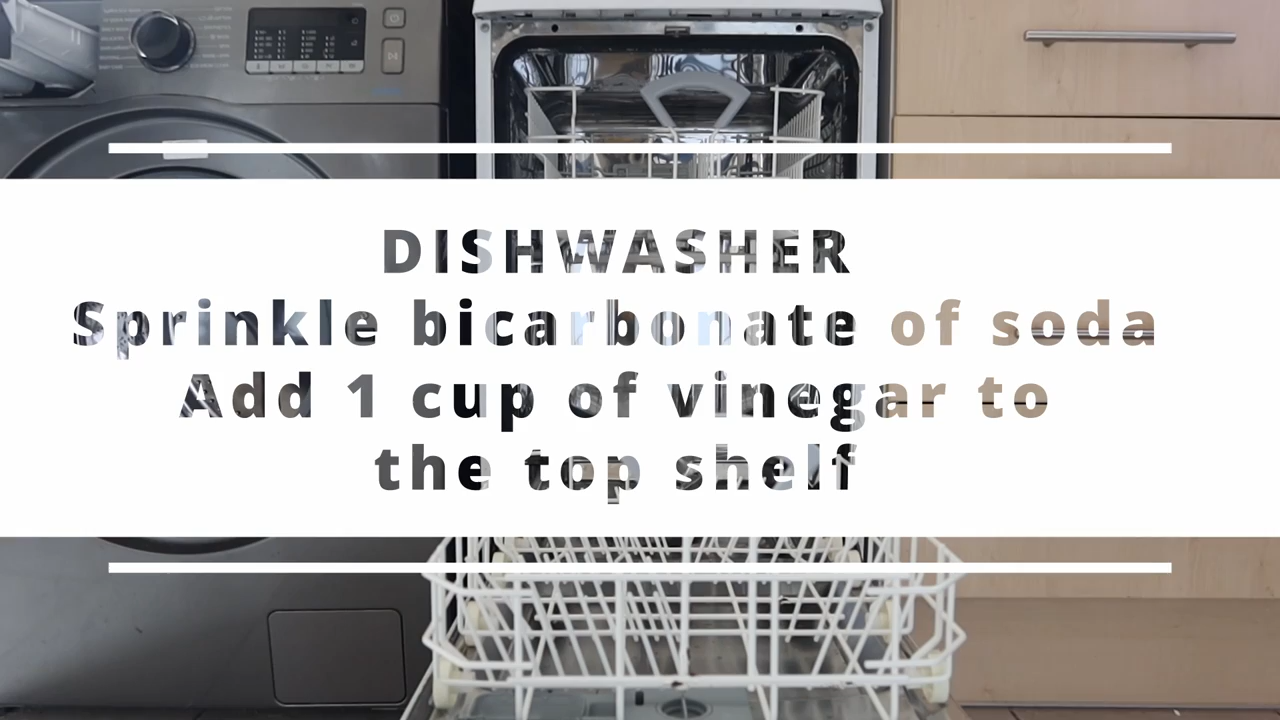 DISHWASHER
Sprinkle bicarbonate of soda
Add 1 cup of vinegar to
the top shelf